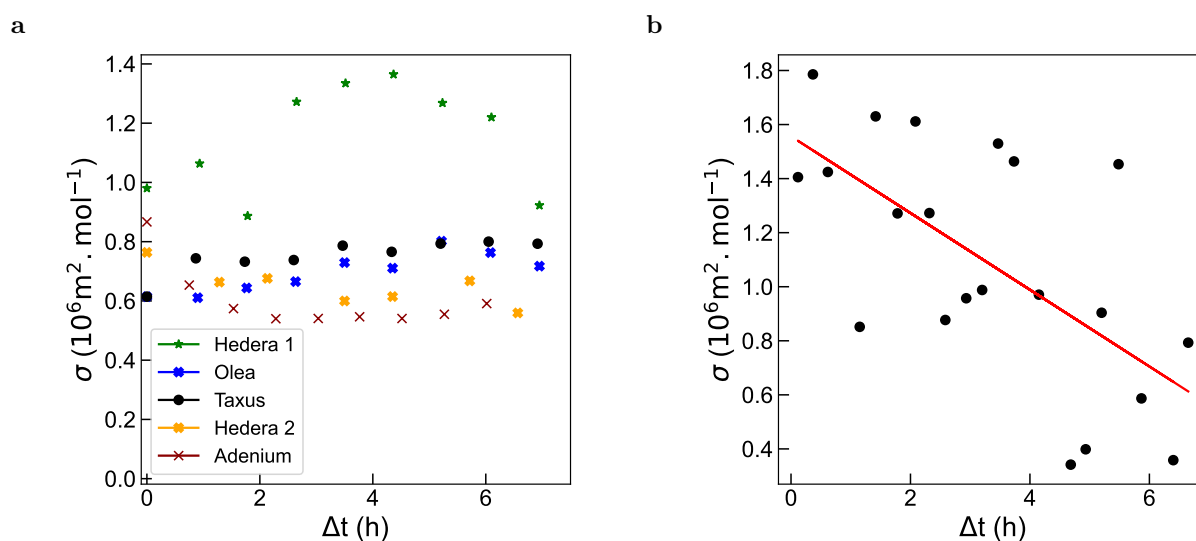 a
1.4
1.2
1.0
0.8
0.6
0.4
0.2
0.0
σ (10⁶m². mol⁻¹)
Hedera 1
Olea
Taxus
Hedera 2
Adenium
0 2 4 6
Δt (h)
b
1.8
1.6
1.4
1.2
1.0
0.8
0.6
0.4
σ (10⁶m². mol⁻¹)
0 2 4 6
Δt (h)